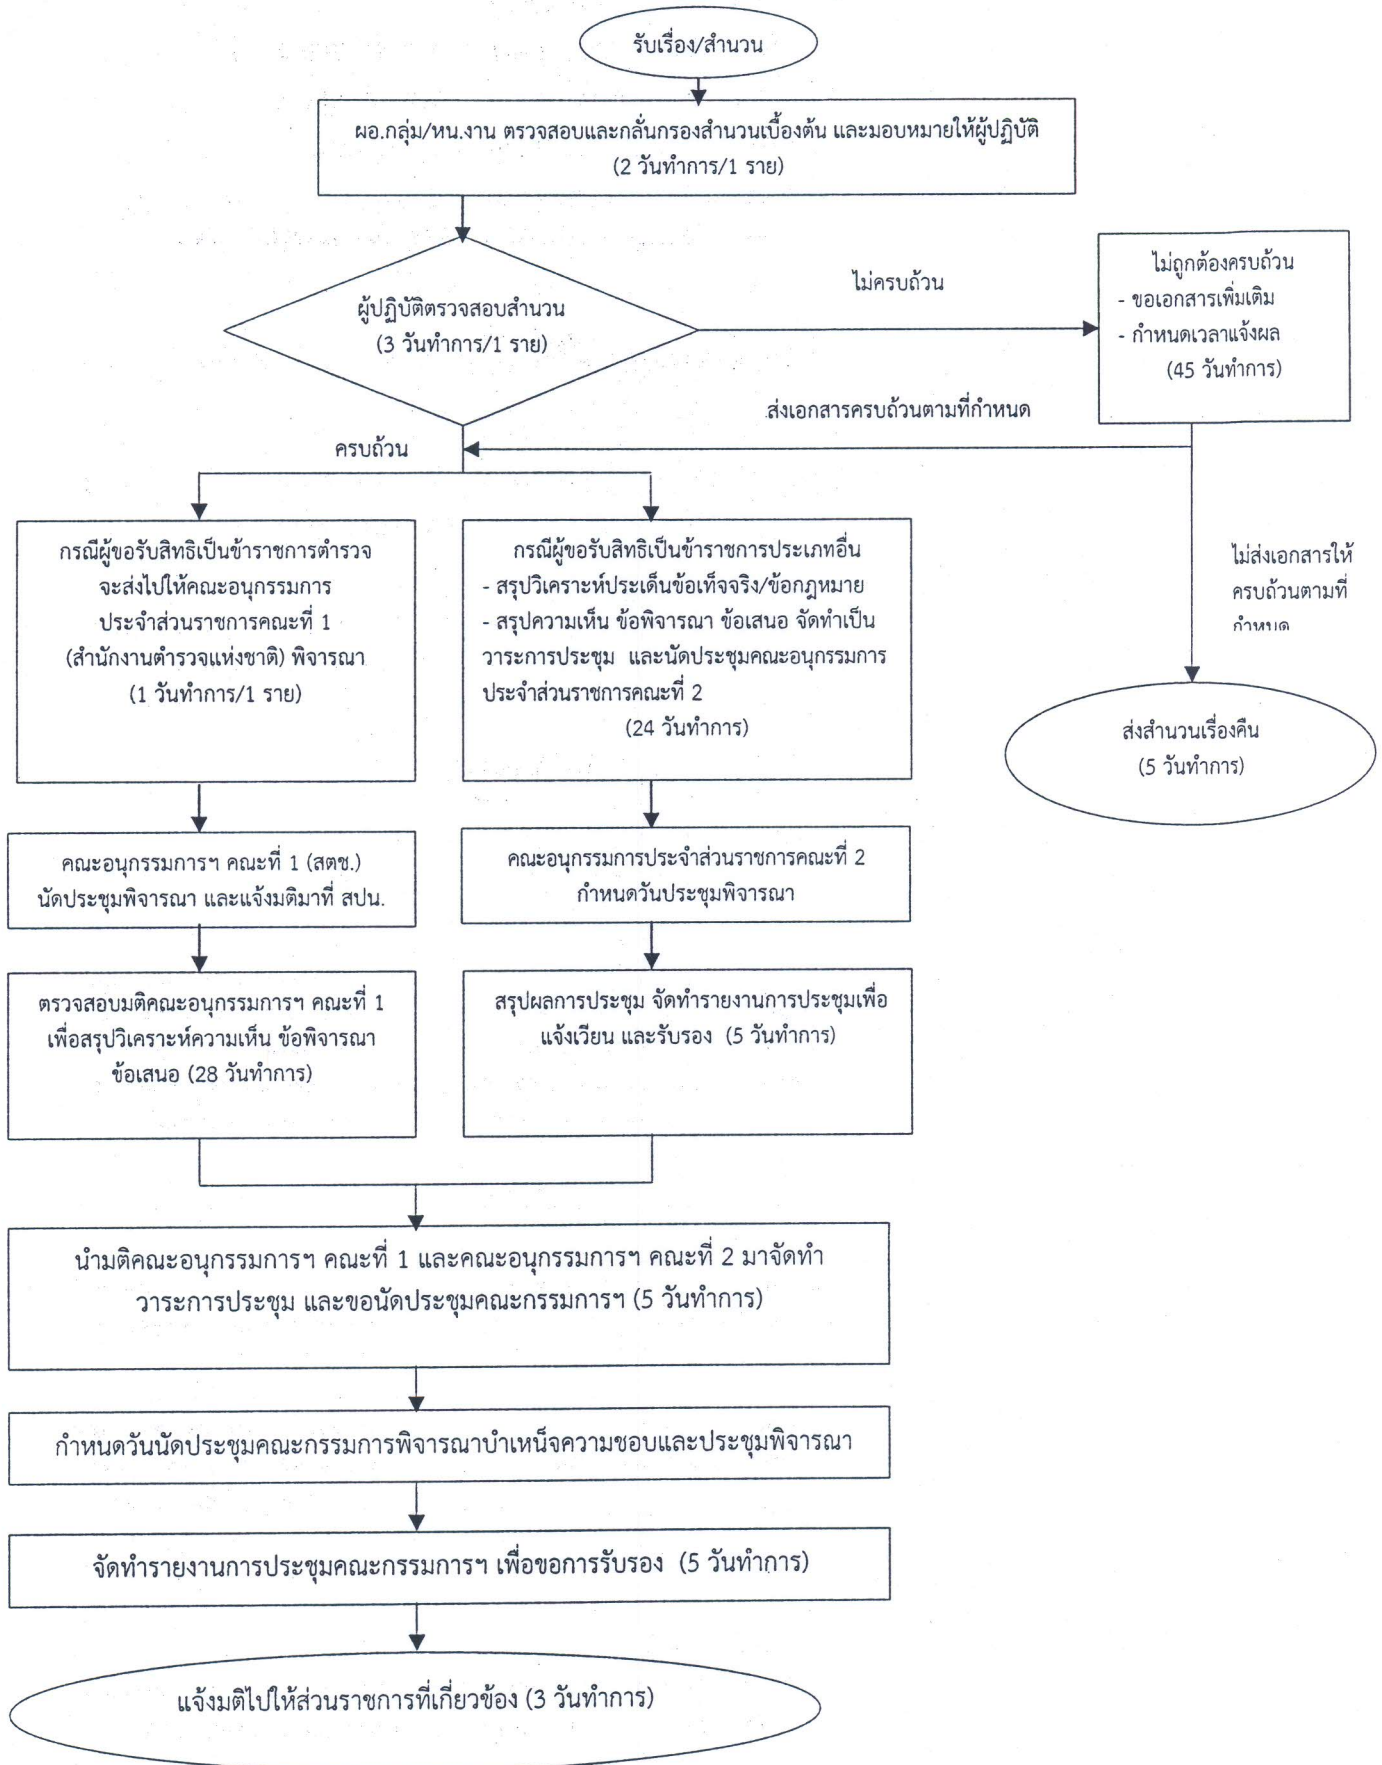 รับเรื่อง/สำนวน
ผอ.กลุ่ม/หน.งาน ตรวจสอบและกลั่นกรองสำนวนเบื้องต้น และมอบหมายให้ผู้ปฏิบัติ
(2 วันทำการ/1 ราย)
ผู้ปฏิบัติตรวจสอบสำนวน
(3 วันทำการ/1 ราย)
ไม่ครบถ้วน
ไม่ถูกต้องครบถ้วน
- ขอเอกสารเพิ่มเติม
- กำหนดเวลาแจ้งผล
(45 วันทำการ)
ส่งเอกสารครบถ้วนตามที่กำหนด
ครบถ้วน
กรณีผู้ขอรับสิทธิเป็นข้าราชการตำรวจ
จะส่งไปให้คณะอนุกรรมการ
ประจำส่วนราชการคณะที่ 1
(สำนักงานตำรวจแห่งชาติ) พิจารณา
(1 วันทำการ/1 ราย)
กรณีผู้ขอรับสิทธิเป็นข้าราชการประเภทอื่น
- สรุปวิเคราะห์ประเด็นข้อเท็จจริง/ข้อกฎหมาย
- สรุปความเห็น ข้อพิจารณา ข้อเสนอ จัดทำเป็น
วาระการประชุม และนัดประชุมคณะอนุกรรมการ
ประจำส่วนราชการคณะที่ 2
(24 วันทำการ)
ไม่ส่งเอกสารให้
ครบถ้วนตามที่
กำหนด
ส่งสำนวนเรื่องคืน
(5 วันทำการ)
คณะอนุกรรมการฯ คณะที่ 1 (สตช.)
นัดประชุมพิจารณา และแจ้งมติมาที่ สปน.
คณะอนุกรรมการประจำส่วนราชการคณะที่ 2
กำหนดวันประชุมพิจารณา
ตรวจสอบมติคณะอนุกรรมการฯ คณะที่ 1
เพื่อสรุปวิเคราะห์ความเห็น ข้อพิจารณา
ข้อเสนอ (28 วันทำการ)
สรุปผลการประชุม จัดทำรายงานการประชุมเพื่อ
แจ้งเวียน และรับรอง (5 วันทำการ)
นำมติคณะอนุกรรมการฯ คณะที่ 1 และคณะอนุกรรมการฯ คณะที่ 2 มาจัดทำ
วาระการประชุม และขอนัดประชุมคณะกรรมการฯ (5 วันทำการ)
กำหนดวันนัดประชุมคณะกรรมการพิจารณาบำเหน็จความชอบและประชุมพิจารณา
จัดทำรายงานการประชุมคณะกรรมการฯ เพื่อขอการรับรอง (5 วันทำการ)
แจ้งมติไปให้ส่วนราชการที่เกี่ยวข้อง (3 วันทำการ)